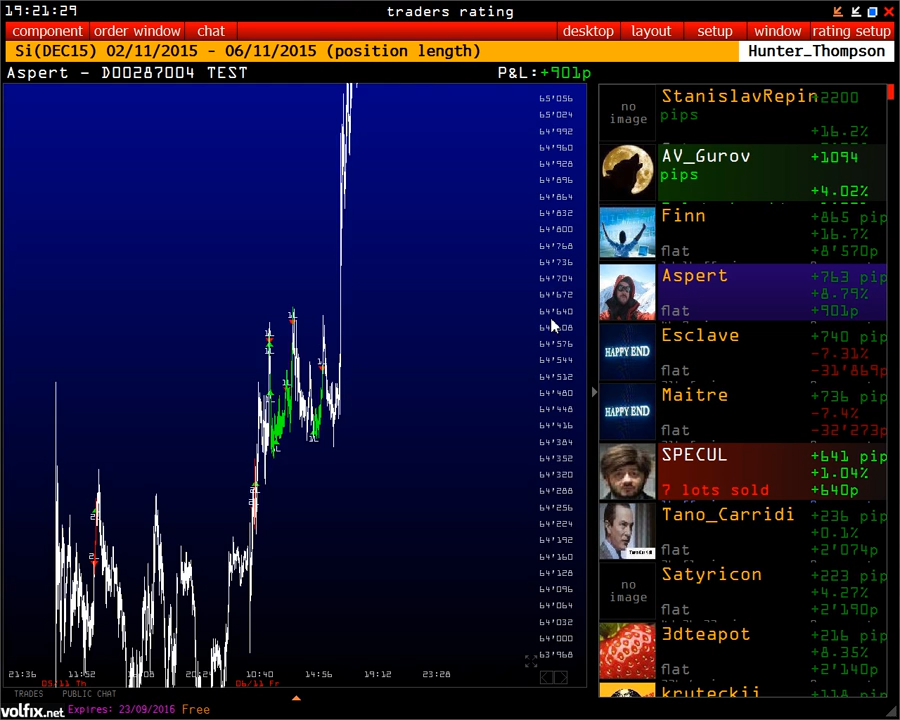 19:21:29
traders rating
component
order window
chat
desktop
layout
setup
window
rating setup
Si(DEC15) 02/11/2015 - 06/11/2015 (position length)
Hunter_Thompson
Aspert - D00287004 TEST
P&L:+901p
65'056
65'024
64'992
64'960
64'928
64'896
64'864
64'832
64'800
64'768
64'736
64'704
64'672
64'640
64'576
64'544
64'512
64'480
64'448
64'416
64'384
64'352
64'320
64'288
64'256
64'224
64'192
64'160
64'128
64'096
64'064
64'032
64'000
63'968
no image
StanislavRepin
+2200
pips
+16.2%
AV_Gurov
+1094
pips
+4.02%
Finn
+865 pip
+16.7%
flat
+8'570p
Aspert
+763 pip
+8.79%
flat
+901p
HAPPY END
Esclave
+740 pip
-7.31%
flat
-31'869p
HAPPY END
Maitre
+736 pip
-7.4%
flat
-32'273p
SPECUL
+641 pip
+1.04%
7 lots sold
+640p
Tano_Carridi
+236 pip
+0.1%
flat
+2'074p
no image
Satyricon
+223 pip
+4.27%
flat
+2'190p
3dteapot
+216 pip
+8.35%
flat
+2'140p
kruteckij
+118 pip
21:36
11:52
16:08
10:40
14:56
19:12
23:28
05/11 Th
06/11 Fr
TRADES
PUBLIC CHAT
volfix.net
Expires: 23/09/2016
Free